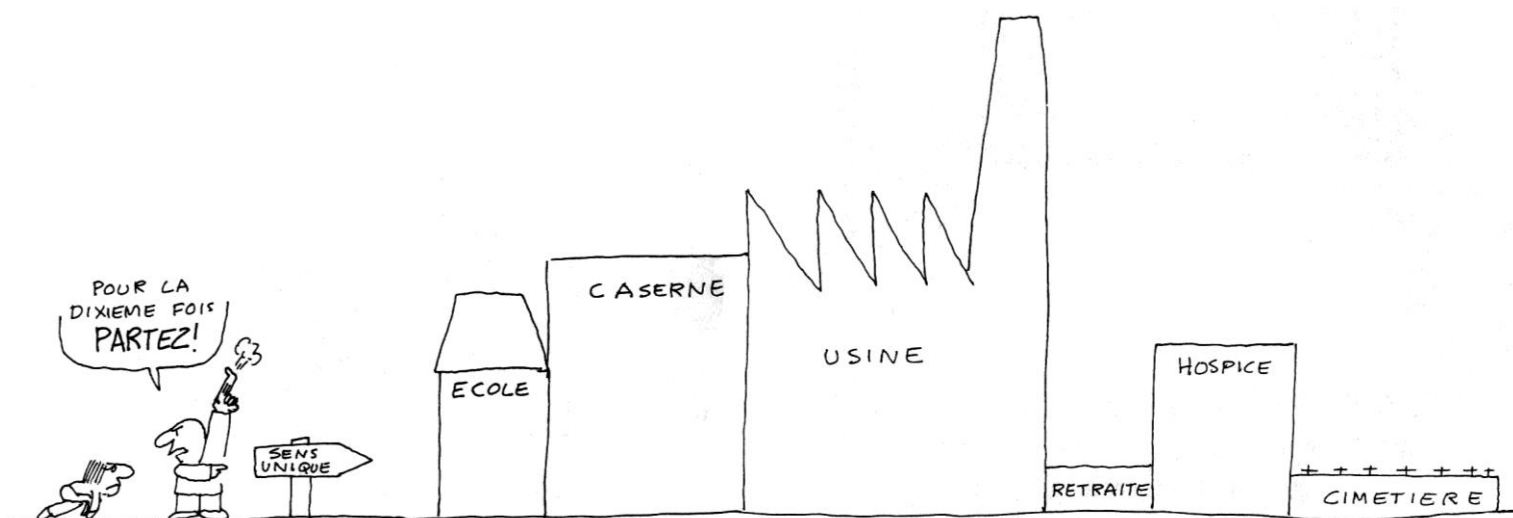 POUR LA
DIXIEME FOIS
PARTEZ!
SENS
UNIQUE
ECOLE
CASERNE
USINE
RETRAITE
HOSPICE
CIMETIERE